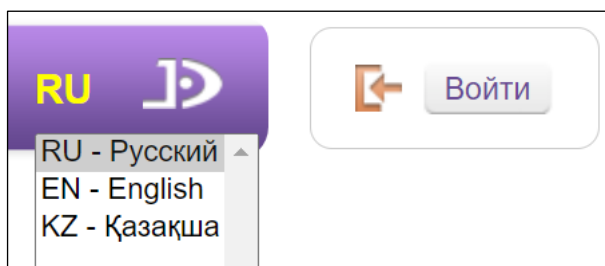 RU
Войти
RU - Русский
EN - English
KZ - Қазақша